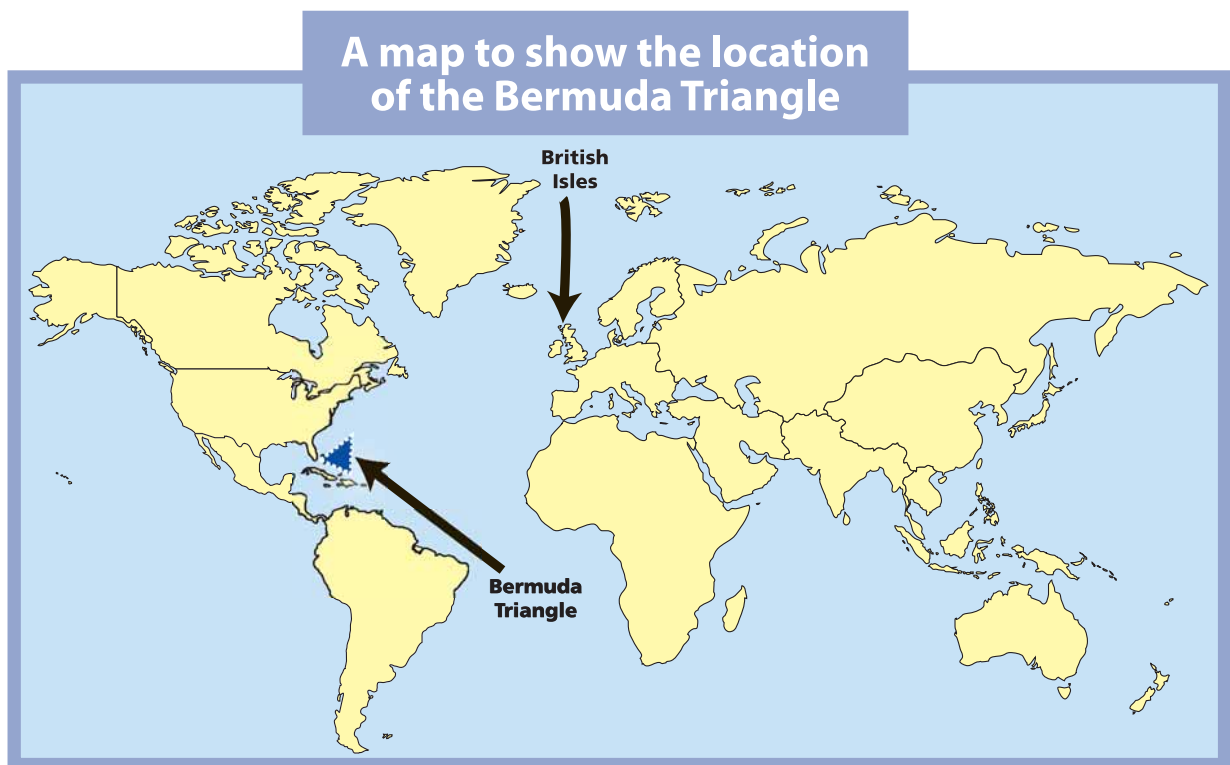 A map to show the location
of the Bermuda Triangle
British
Isles
Bermuda
Triangle